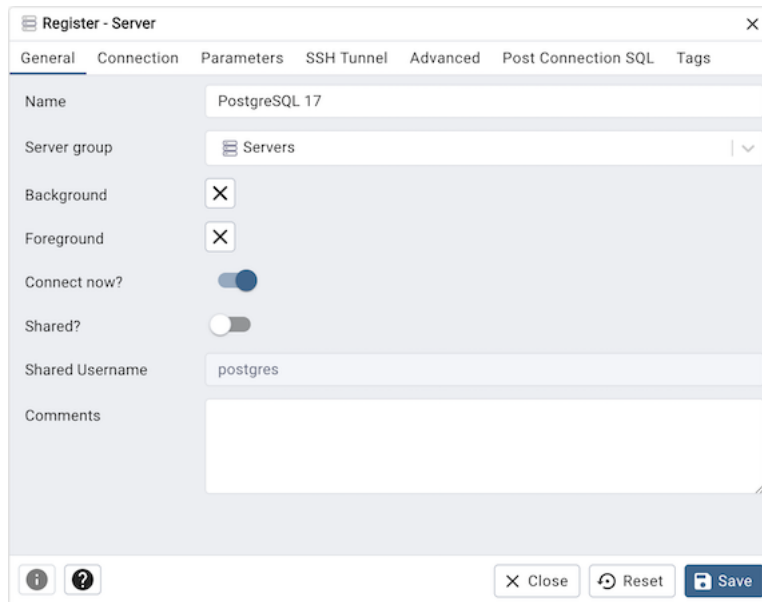 Register - Server
General Connection Parameters SSH Tunnel Advanced Post Connection SQL Tags
Name PostgreSQL 17
Server group Servers
Background
Foreground
Connect now?
Shared?
Shared Username postgres
Comments
Close Reset Save